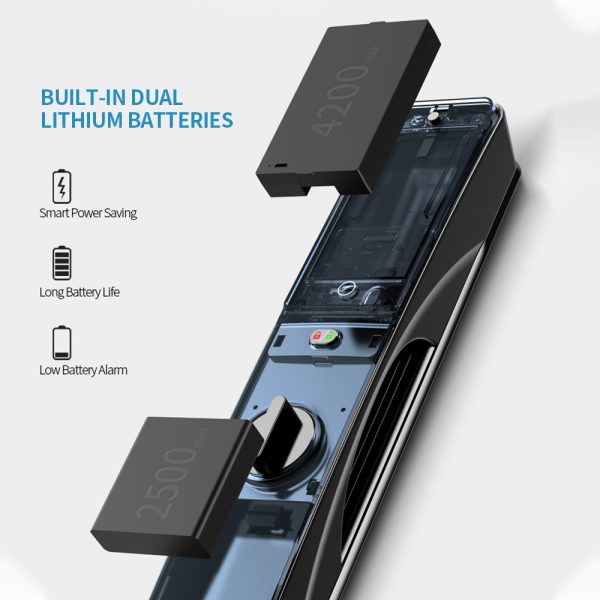 BUILT-IN DUAL
LITHIUM BATTERIES
4200 mAh
Smart Power Saving
Long Battery Life
Low Battery Alarm
2500 mAh